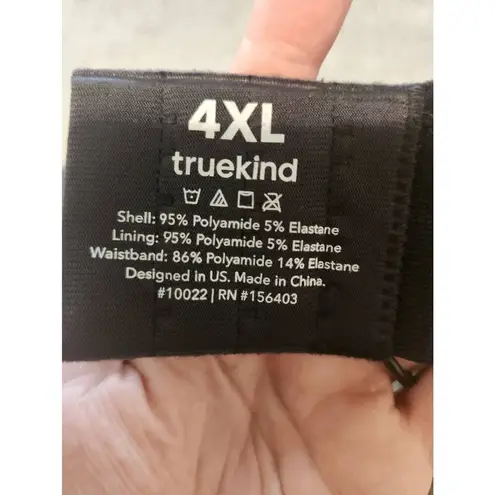 4XL
truekind
Shell: 95% Polyamide 5% Elastane
Lining: 95% Polyamide 5% Elastane
Waistband: 86% Polyamide 14% Elastane
Designed in US. Made in China.
#10022 | RN #156403